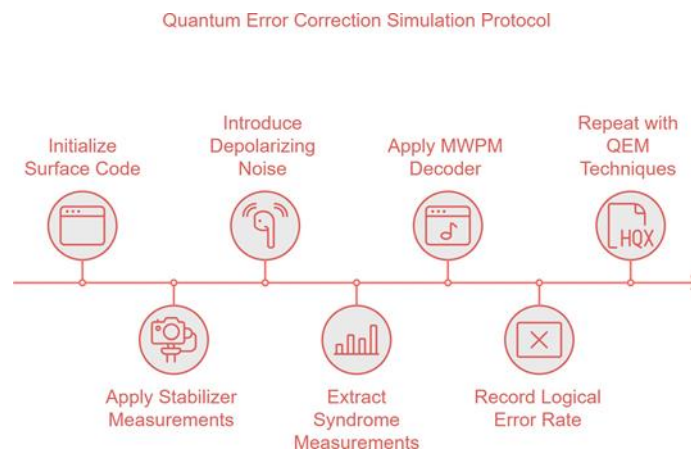 Quantum Error Correction Simulation Protocol
Initialize
Surface Code
Apply Stabilizer
Measurements
Introduce
Depolarizing
Noise
Extract
Syndrome
Measurements
Apply MWPM
Decoder
Record Logical
Error Rate
Repeat with
QEM
Techniques
HQX